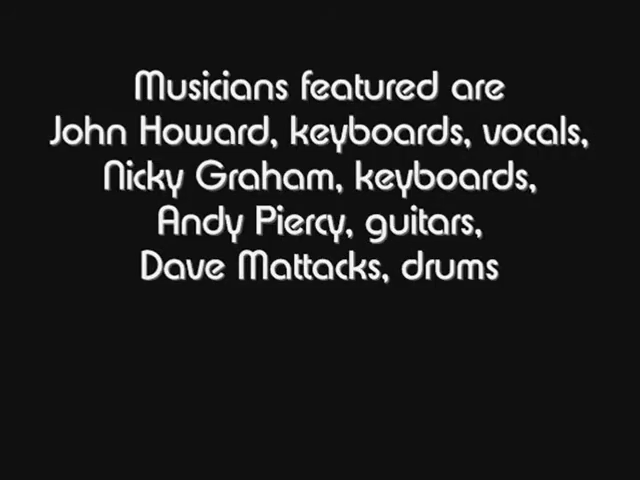 Musicians featured are
John Howard, keyboards, vocals,
Nicky Graham, keyboards,
Andy Piercy, guitars,
Dave Mattacks, drums